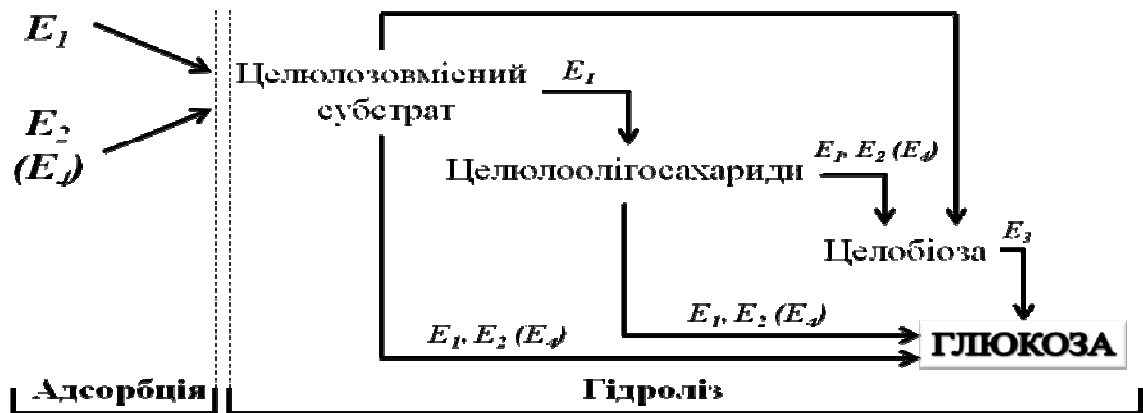 E₁
Целюлозовмісний E₁
субстрат
E₂
(E₄)
E₁, E₂ (E₄)
Целюлоолігосахариди
Целобіоза E₃
E₁, E₂ (E₄)
E₁, E₂ (E₄)
ГЛЮКОЗА
Адсорбція Гідроліз